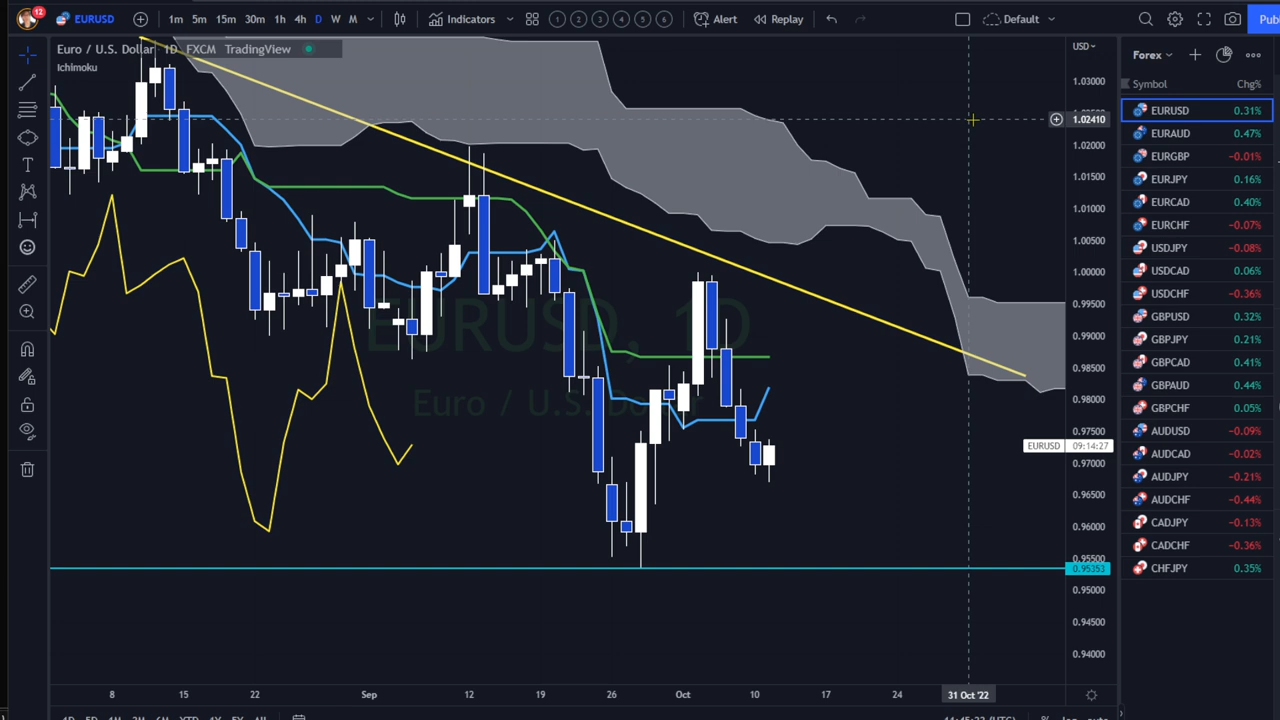 12
EURUSD 1m 5m 15m 30m 1h 4h D W M Indicators 1 2 3 4 5 6 Alert Replay Default
Euro / U.S. Dollar 1D FXCM TradingView
Ichimoku
EURUSD, 1D
Euro / U.S. Dollar
USD
1.03000
1.02410
1.02000
1.01500
1.01000
1.00500
1.00000
0.99500
0.99000
0.98500
0.98000
0.97500
EURUSD 09:14:27
0.97000
0.96500
0.96000
0.95500
0.95353
0.95000
0.94500
0.94000
8 15 22 Sep 12 19 26 Oct 10 17 24 31 Oct '22
Forex
Symbol Chg%
EURUSD 0.31%
EURAUD 0.47%
EURGBP -0.01%
EURJPY 0.16%
EURCAD 0.40%
EURCHF -0.07%
USDJPY -0.08%
USDCAD 0.06%
USDCHF -0.36%
GBPUSD 0.32%
GBPJPY 0.21%
GBPCAD 0.41%
GBPAUD 0.44%
GBPCHF 0.05%
AUDUSD -0.09%
AUDCAD -0.02%
AUDJPY -0.21%
AUDCHF -0.44%
CADJPY -0.13%
CADCHF -0.36%
CHFJPY 0.35%